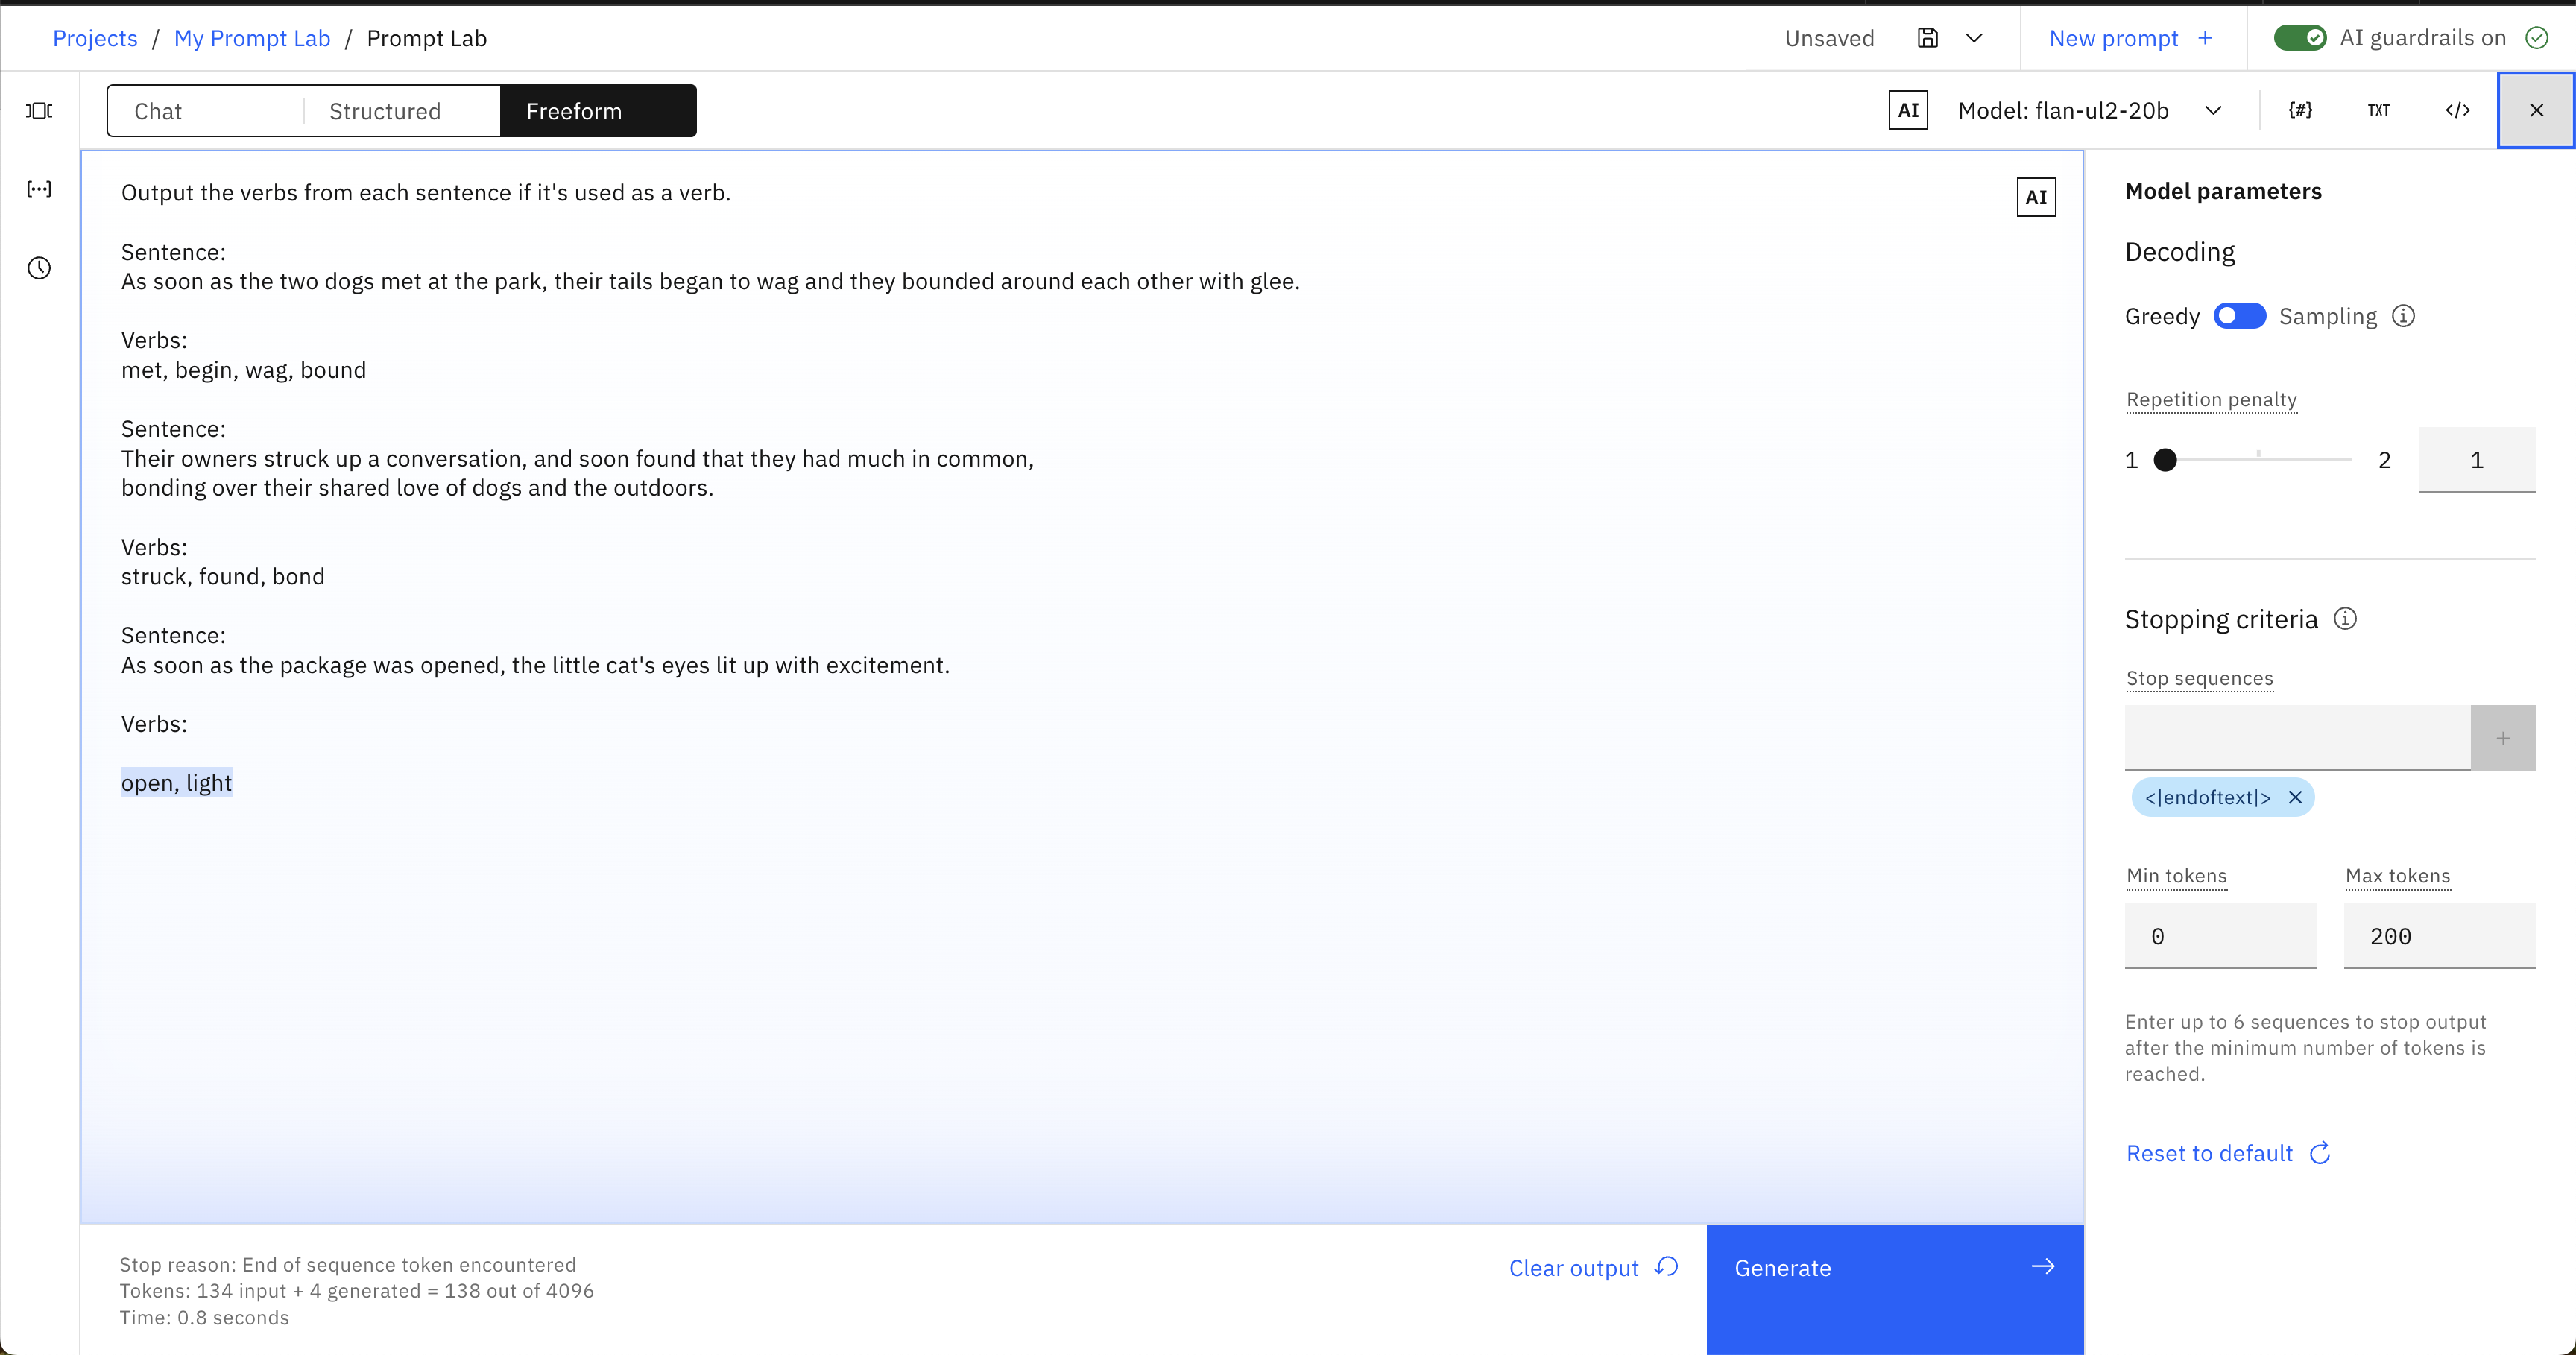 Projects / My Prompt Lab / Prompt Lab
Unsaved
New prompt +
AI guardrails on
Chat
Structured
Freeform
AI
Model: flan-ul2-20b
{#}
TXT
</>
Output the verbs from each sentence if it's used as a verb.
AI
Sentence:
As soon as the two dogs met at the park, their tails began to wag and they bounded around each other with glee.
Verbs:
met, begin, wag, bound
Sentence:
Their owners struck up a conversation, and soon found that they had much in common,
bonding over their shared love of dogs and the outdoors.
Verbs:
struck, found, bond
Sentence:
As soon as the package was opened, the little cat's eyes lit up with excitement.
Verbs:
open, light
Stop reason: End of sequence token encountered
Tokens: 134 input + 4 generated = 138 out of 4096
Time: 0.8 seconds
Clear output
Generate
Model parameters
Decoding
Greedy
Sampling
Repetition penalty
1
2
1
Stopping criteria
Stop sequences
+
<|endoftext|>
Min tokens
Max tokens
0
200
Enter up to 6 sequences to stop output
after the minimum number of tokens is
reached.
Reset to default